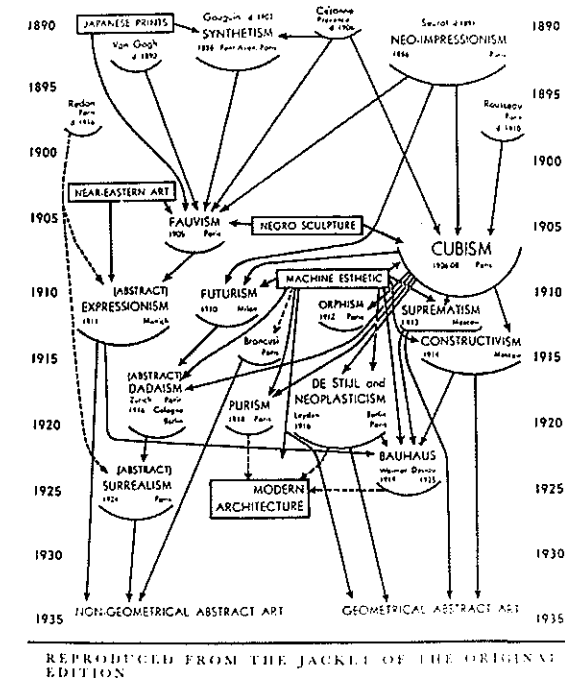 1890
JAPANESE PRINTS
Van Gogh
d. 1890
Gauguin d. 1903
SYNTHETISM
1888 Pont-Aven, Paris
Cézanne
Provence
d. 1906
Seurat d. 1891
NEO-IMPRESSIONISM
1886 Paris
1890
1895
Redon
Paris
d. 1916
Rousseau
Paris
d. 1910
1895
1900
1900
NEAR-EASTERN ART
1905
FAUVISM
1905 Paris
NEGRO SCULPTURE
CUBISM
1906-08 Paris
1905
1910
(ABSTRACT)
EXPRESSIONISM
1911 Munich
FUTURISM
1910 Milan
MACHINE ESTHETIC
ORPHISM
1912 Paris
SUPREMATISM
1913 Moscow
1910
Brancusi
Paris
CONSTRUCTIVISM
1914 Moscow
1915
1915
(ABSTRACT)
DADAISM
Zurich Paris
1916 Cologne
Berlin
PURISM
1918 Paris
DE STIJL and
NEOPLASTICISM
Leyden Berlin
1916 Paris
1920
1920
BAUHAUS
Weimar Dessau
1919 1925
(ABSTRACT)
SURREALISM
1924 Paris
MODERN
ARCHITECTURE
1925
1925
1930
1930
1935
NON-GEOMETRICAL ABSTRACT ART
GEOMETRICAL ABSTRACT ART
1935
REPRODUCED FROM THE JACKET OF THE ORIGINAL
EDITION